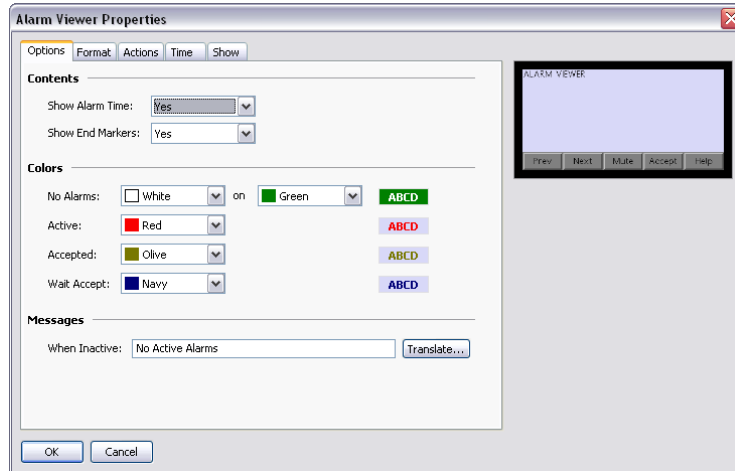 Alarm Viewer Properties
Options Format Actions Time Show
Contents
Show Alarm Time: Yes
Show End Markers: Yes
Colors
No Alarms: White on Green ABCD
Active: Red ABCD
Accepted: Olive ABCD
Wait Accept: Navy ABCD
Messages
When Inactive: No Active Alarms Translate...
OK Cancel
ALARM VIEWER
Prev Next Mute Accept Help